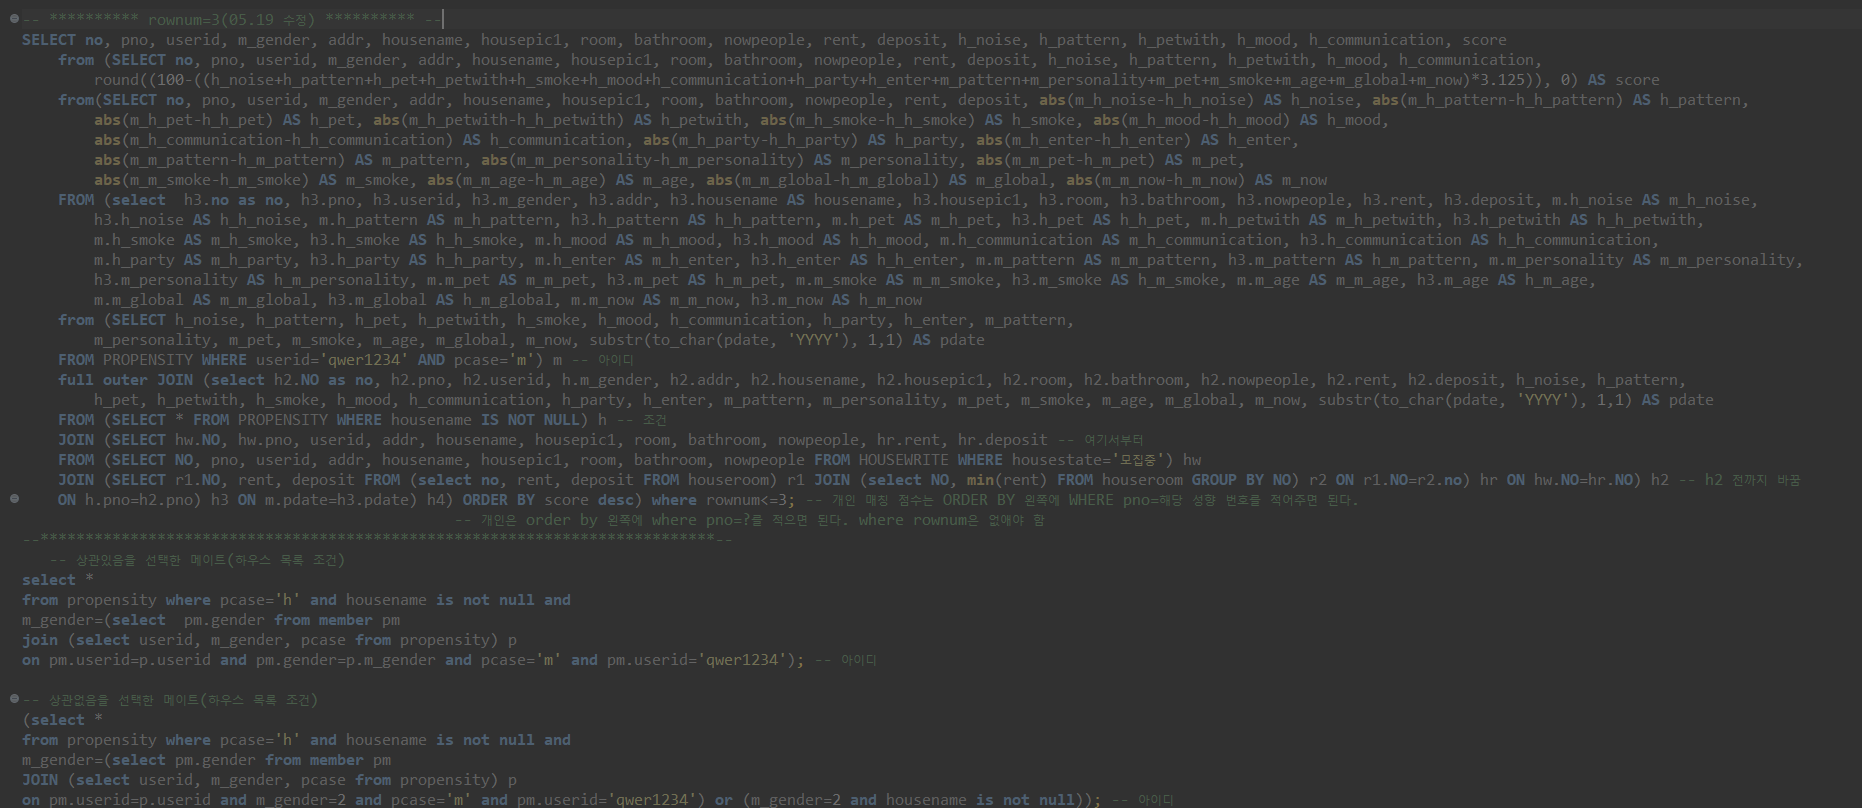 -- ********** rownum=3(05.19 수정) ********** --
SELECT no, pno, userid, m_gender, addr, housename, housepic1, room, bathroom, nowpeople, rent, deposit, h_noise, h_pattern, h_petwith, h_mood, h_communication, score
from (SELECT no, pno, userid, m_gender, addr, housename, housepic1, room, bathroom, nowpeople, rent, deposit, h_noise, h_pattern, h_petwith, h_mood, h_communication,
round((100-((h_noise+h_pattern+h_pet+h_petwith+h_smoke+h_mood+h_communication+h_party+h_enter+m_pattern+m_personality+m_pet+m_smoke+m_age+m_global+m_now)*3.125)), 0) AS score
from(SELECT no, pno, userid, m_gender, addr, housename, housepic1, room, bathroom, nowpeople, rent, deposit, abs(m_h_noise-h_h_noise) AS h_noise, abs(m_h_pattern-h_h_pattern) AS h_pattern,
abs(m_h_pet-h_h_pet) AS h_pet, abs(m_h_petwith-h_h_petwith) AS h_petwith, abs(m_h_smoke-h_h_smoke) AS h_smoke, abs(m_h_mood-h_h_mood) AS h_mood,
abs(m_h_communication-h_h_communication) AS h_communication, abs(m_h_party-h_h_party) AS h_party, abs(m_h_enter-h_h_enter) AS h_enter,
abs(m_m_pattern-h_m_pattern) AS m_pattern, abs(m_m_personality-h_m_personality) AS m_personality, abs(m_m_pet-h_m_pet) AS m_pet,
abs(m_m_smoke-h_m_smoke) AS m_smoke, abs(m_m_age-h_m_age) AS m_age, abs(m_m_global-h_m_global) AS m_global, abs(m_m_now-h_m_now) AS m_now
FROM (select  h3.no as no, h3.pno, h3.userid, h3.m_gender, h3.addr, h3.housename AS housename, h3.housepic1, h3.room, h3.bathroom, h3.nowpeople, h3.rent, h3.deposit, m.h_noise AS m_h_noise,
h3.h_noise AS h_h_noise, m.h_pattern AS m_h_pattern, h3.h_pattern AS h_h_pattern, m.h_pet AS m_h_pet, h3.h_pet AS h_h_pet, m.h_petwith AS m_h_petwith, h3.h_petwith AS h_h_petwith,
m.h_smoke AS m_h_smoke, h3.h_smoke AS h_h_smoke, m.h_mood AS m_h_mood, h3.h_mood AS h_h_mood, m.h_communication AS m_h_communication, h3.h_communication AS h_h_communication,
m.h_party AS m_h_party, h3.h_party AS h_h_party, m.h_enter AS m_h_enter, h3.h_enter AS h_h_enter, m.m_pattern AS m_m_pattern, h3.m_pattern AS h_m_pattern, m.m_personality AS m_m_personality,
h3.m_personality AS h_m_personality, m.m_pet AS m_m_pet, h3.m_pet AS h_m_pet, m.m_smoke AS m_m_smoke, h3.m_smoke AS h_m_smoke, m.m_age AS m_m_age, h3.m_age AS h_m_age,
m.m_global AS m_m_global, h3.m_global AS h_m_global, m.m_now AS m_m_now, h3.m_now AS h_m_now
from (SELECT h_noise, h_pattern, h_pet, h_petwith, h_smoke, h_mood, h_communication, h_party, h_enter, m_pattern,
m_personality, m_pet, m_smoke, m_age, m_global, m_now, substr(to_char(pdate, 'YYYY'), 1,1) AS pdate
FROM PROPENSITY WHERE userid='qwer1234' AND pcase='m') m -- 아이디
full outer JOIN (select h2.NO as no, h2.pno, h2.userid, h.m_gender, h2.addr, h2.housename, h2.housepic1, h2.room, h2.bathroom, h2.nowpeople, h2.rent, h2.deposit, h_noise, h_pattern,
h_pet, h_petwith, h_smoke, h_mood, h_communication, h_party, h_enter, m_pattern, m_personality, m_pet, m_smoke, m_age, m_global, m_now, substr(to_char(pdate, 'YYYY'), 1,1) AS pdate
FROM (SELECT * FROM PROPENSITY WHERE housename IS NOT NULL) h -- 조건
JOIN (SELECT hw.NO, hw.pno, userid, addr, housename, housepic1, room, bathroom, nowpeople, hr.rent, hr.deposit -- 여기서부터
FROM (SELECT NO, pno, userid, addr, housename, housepic1, room, bathroom, nowpeople FROM HOUSEWRITE WHERE housestate='모집중') hw
JOIN (SELECT r1.NO, rent, deposit FROM (select no, rent, deposit FROM houseroom) r1 JOIN (select NO, min(rent) FROM houseroom GROUP BY NO) r2 ON r1.NO=r2.no) hr ON hw.NO=hr.NO) h2 -- h2 전까지 바꿈
ON h.pno=h2.pno) h3 ON m.pdate=h3.pdate) h4) ORDER BY score desc) where rownum<=3; -- 개인 매칭 점수는 ORDER BY 왼쪽에 WHERE pno=해당 성향 번호를 적어주면 된다.
-- 개인은 order by 왼쪽에 where pno=?를 적으면 된다. where rownum은 없애야 함
--***************************************************************************--
-- 상관있음을 선택한 메이트(하우스 목록 조건)
select *
from propensity where pcase='h' and housename is not null and
m_gender=(select  pm.gender from member pm
join (select userid, m_gender, pcase from propensity) p
on pm.userid=p.userid and pm.gender=p.m_gender and pcase='m' and pm.userid='qwer1234'); -- 아이디
-- 상관없음을 선택한 메이트(하우스 목록 조건)
(select *
from propensity where pcase='h' and housename is not null and
m_gender=(select pm.gender from member pm
JOIN (select userid, m_gender, pcase from propensity) p
on pm.userid=p.userid and m_gender=2 and pcase='m' and pm.userid='qwer1234') or (m_gender=2 and housename is not null)); -- 아이디